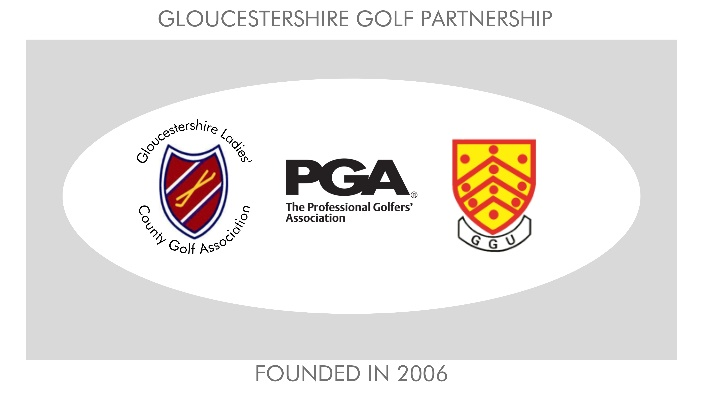 GLOUCESTERSHIRE GOLF PARTNERSHIP
Gloucestershire Ladies'
County Golf Association
PGA®
The Professional Golfers'
Association
GGU
FOUNDED IN 2006